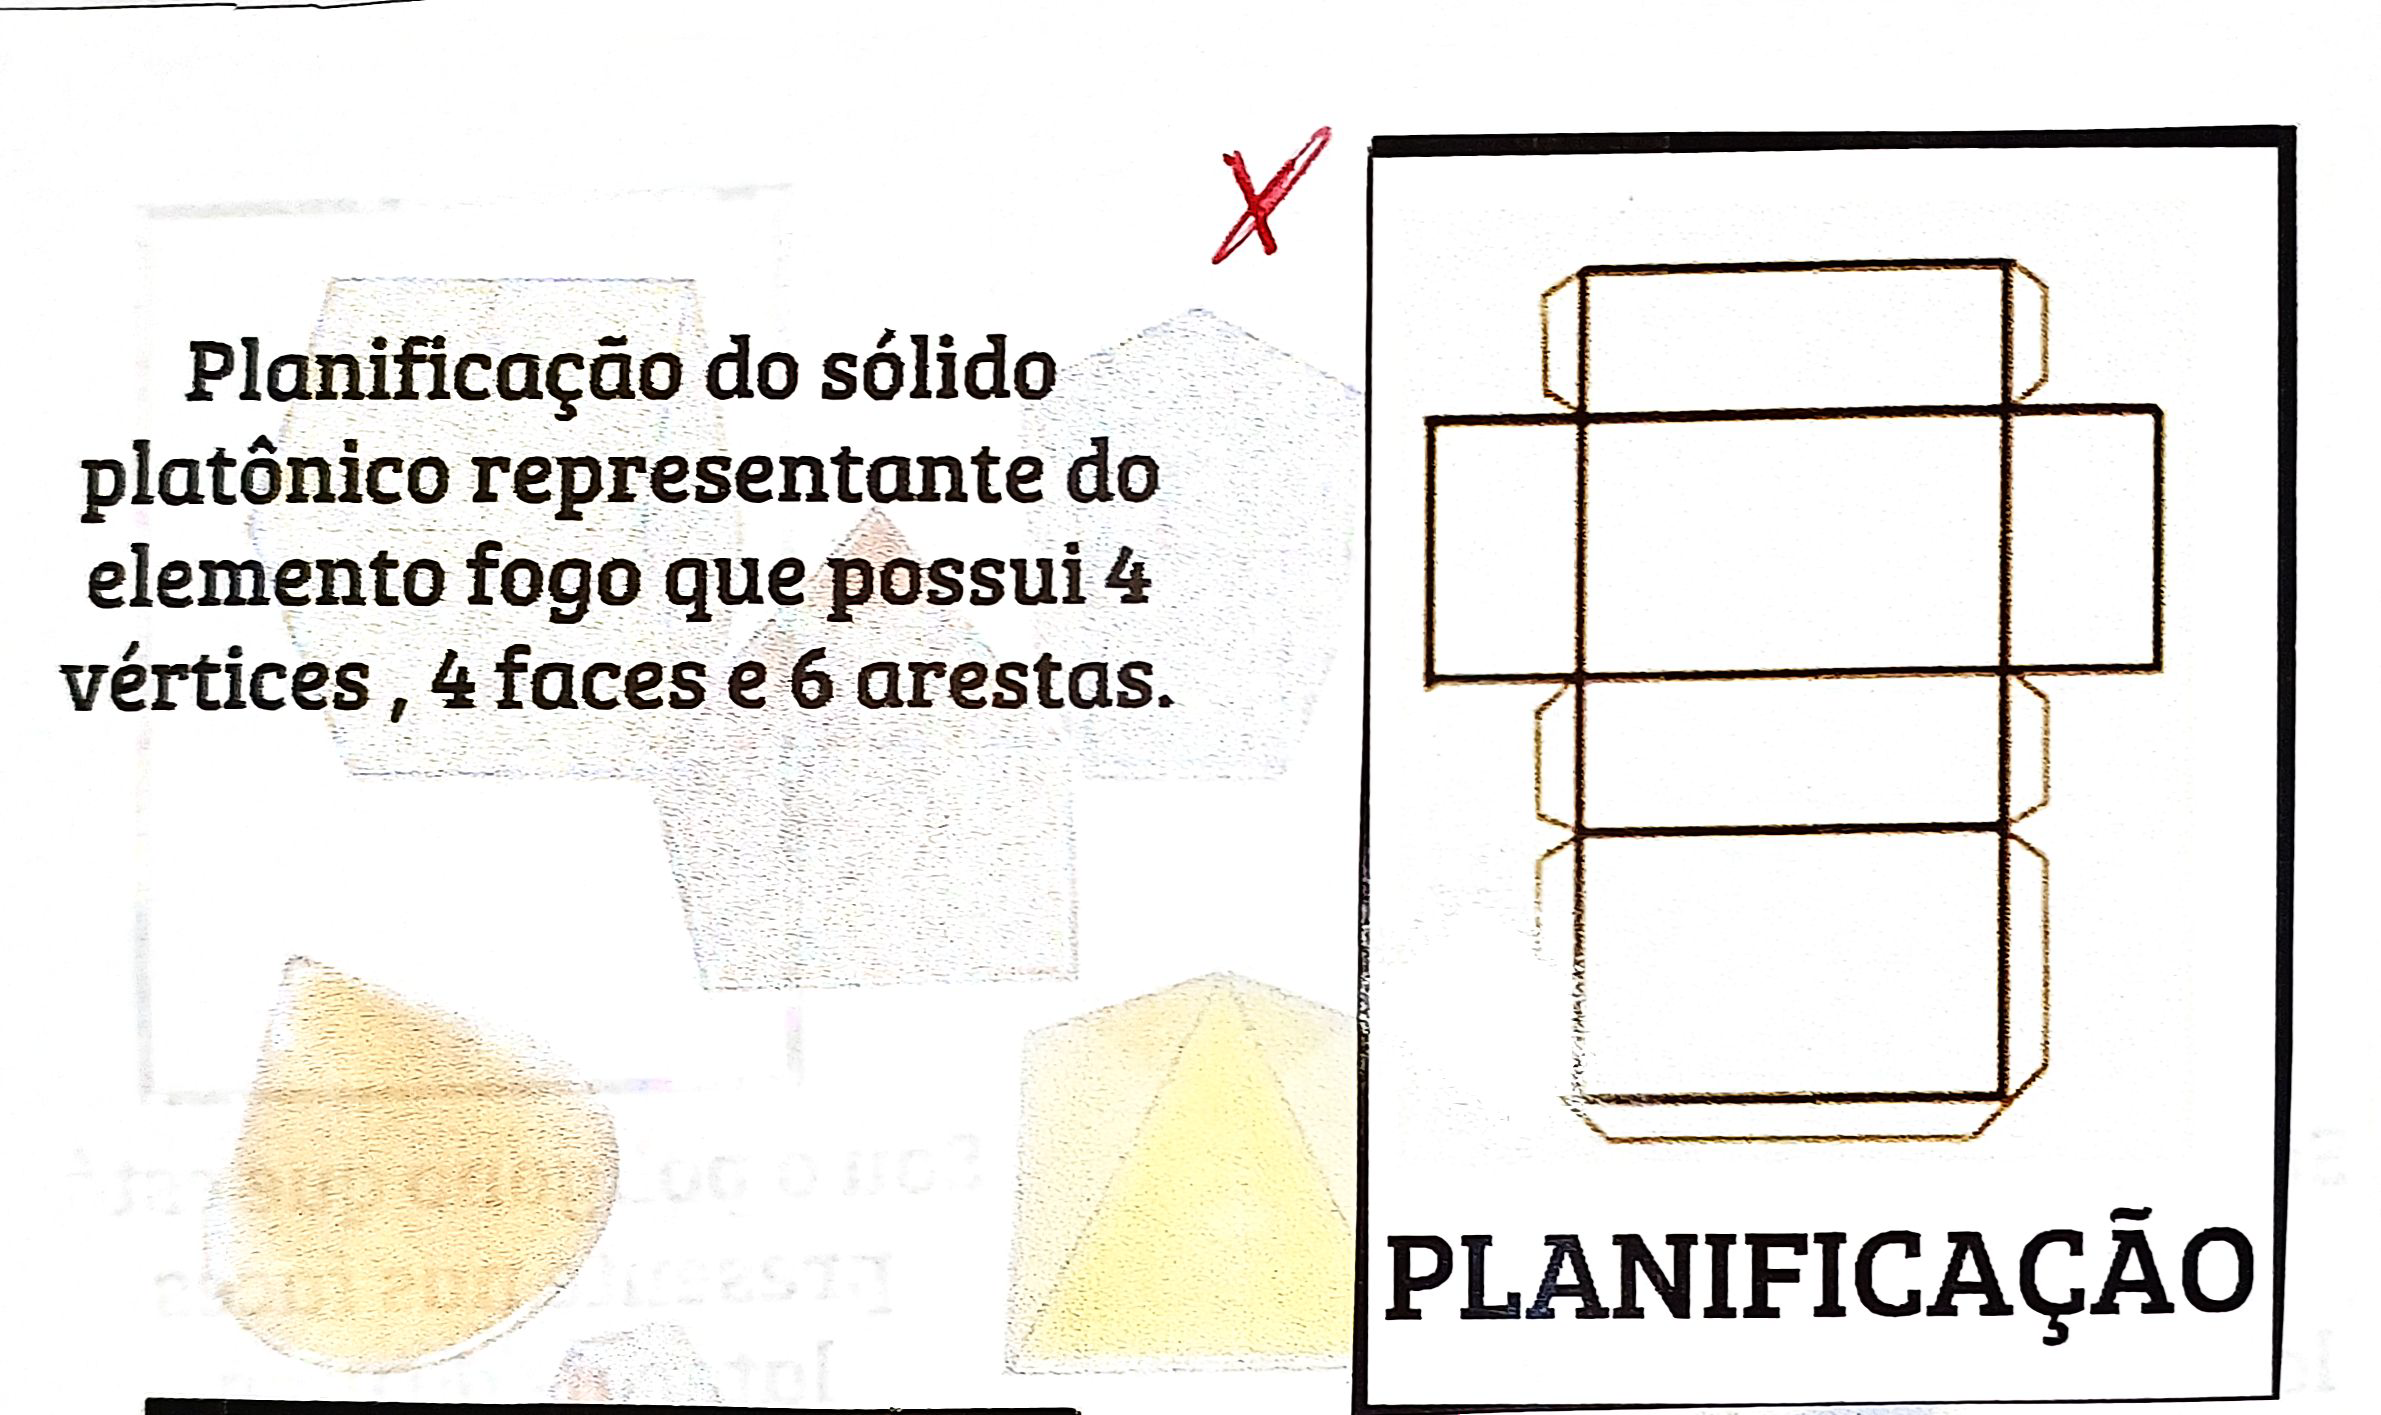 Planificação do sólido
platônico representante do
elemento fogo que possui 4
vértices , 4 faces e 6 arestas.
PLANIFICAÇÃO